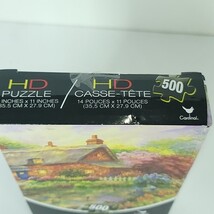 HD
PUZZLE
INCHES x 11 INCHES
35.5 CM X 27.9 CM)
HD
CASSE-TÊTE
14 POUCES x 11 POUCES
(35,5 CM X 27,9 CM)
500
Cardinal.
500